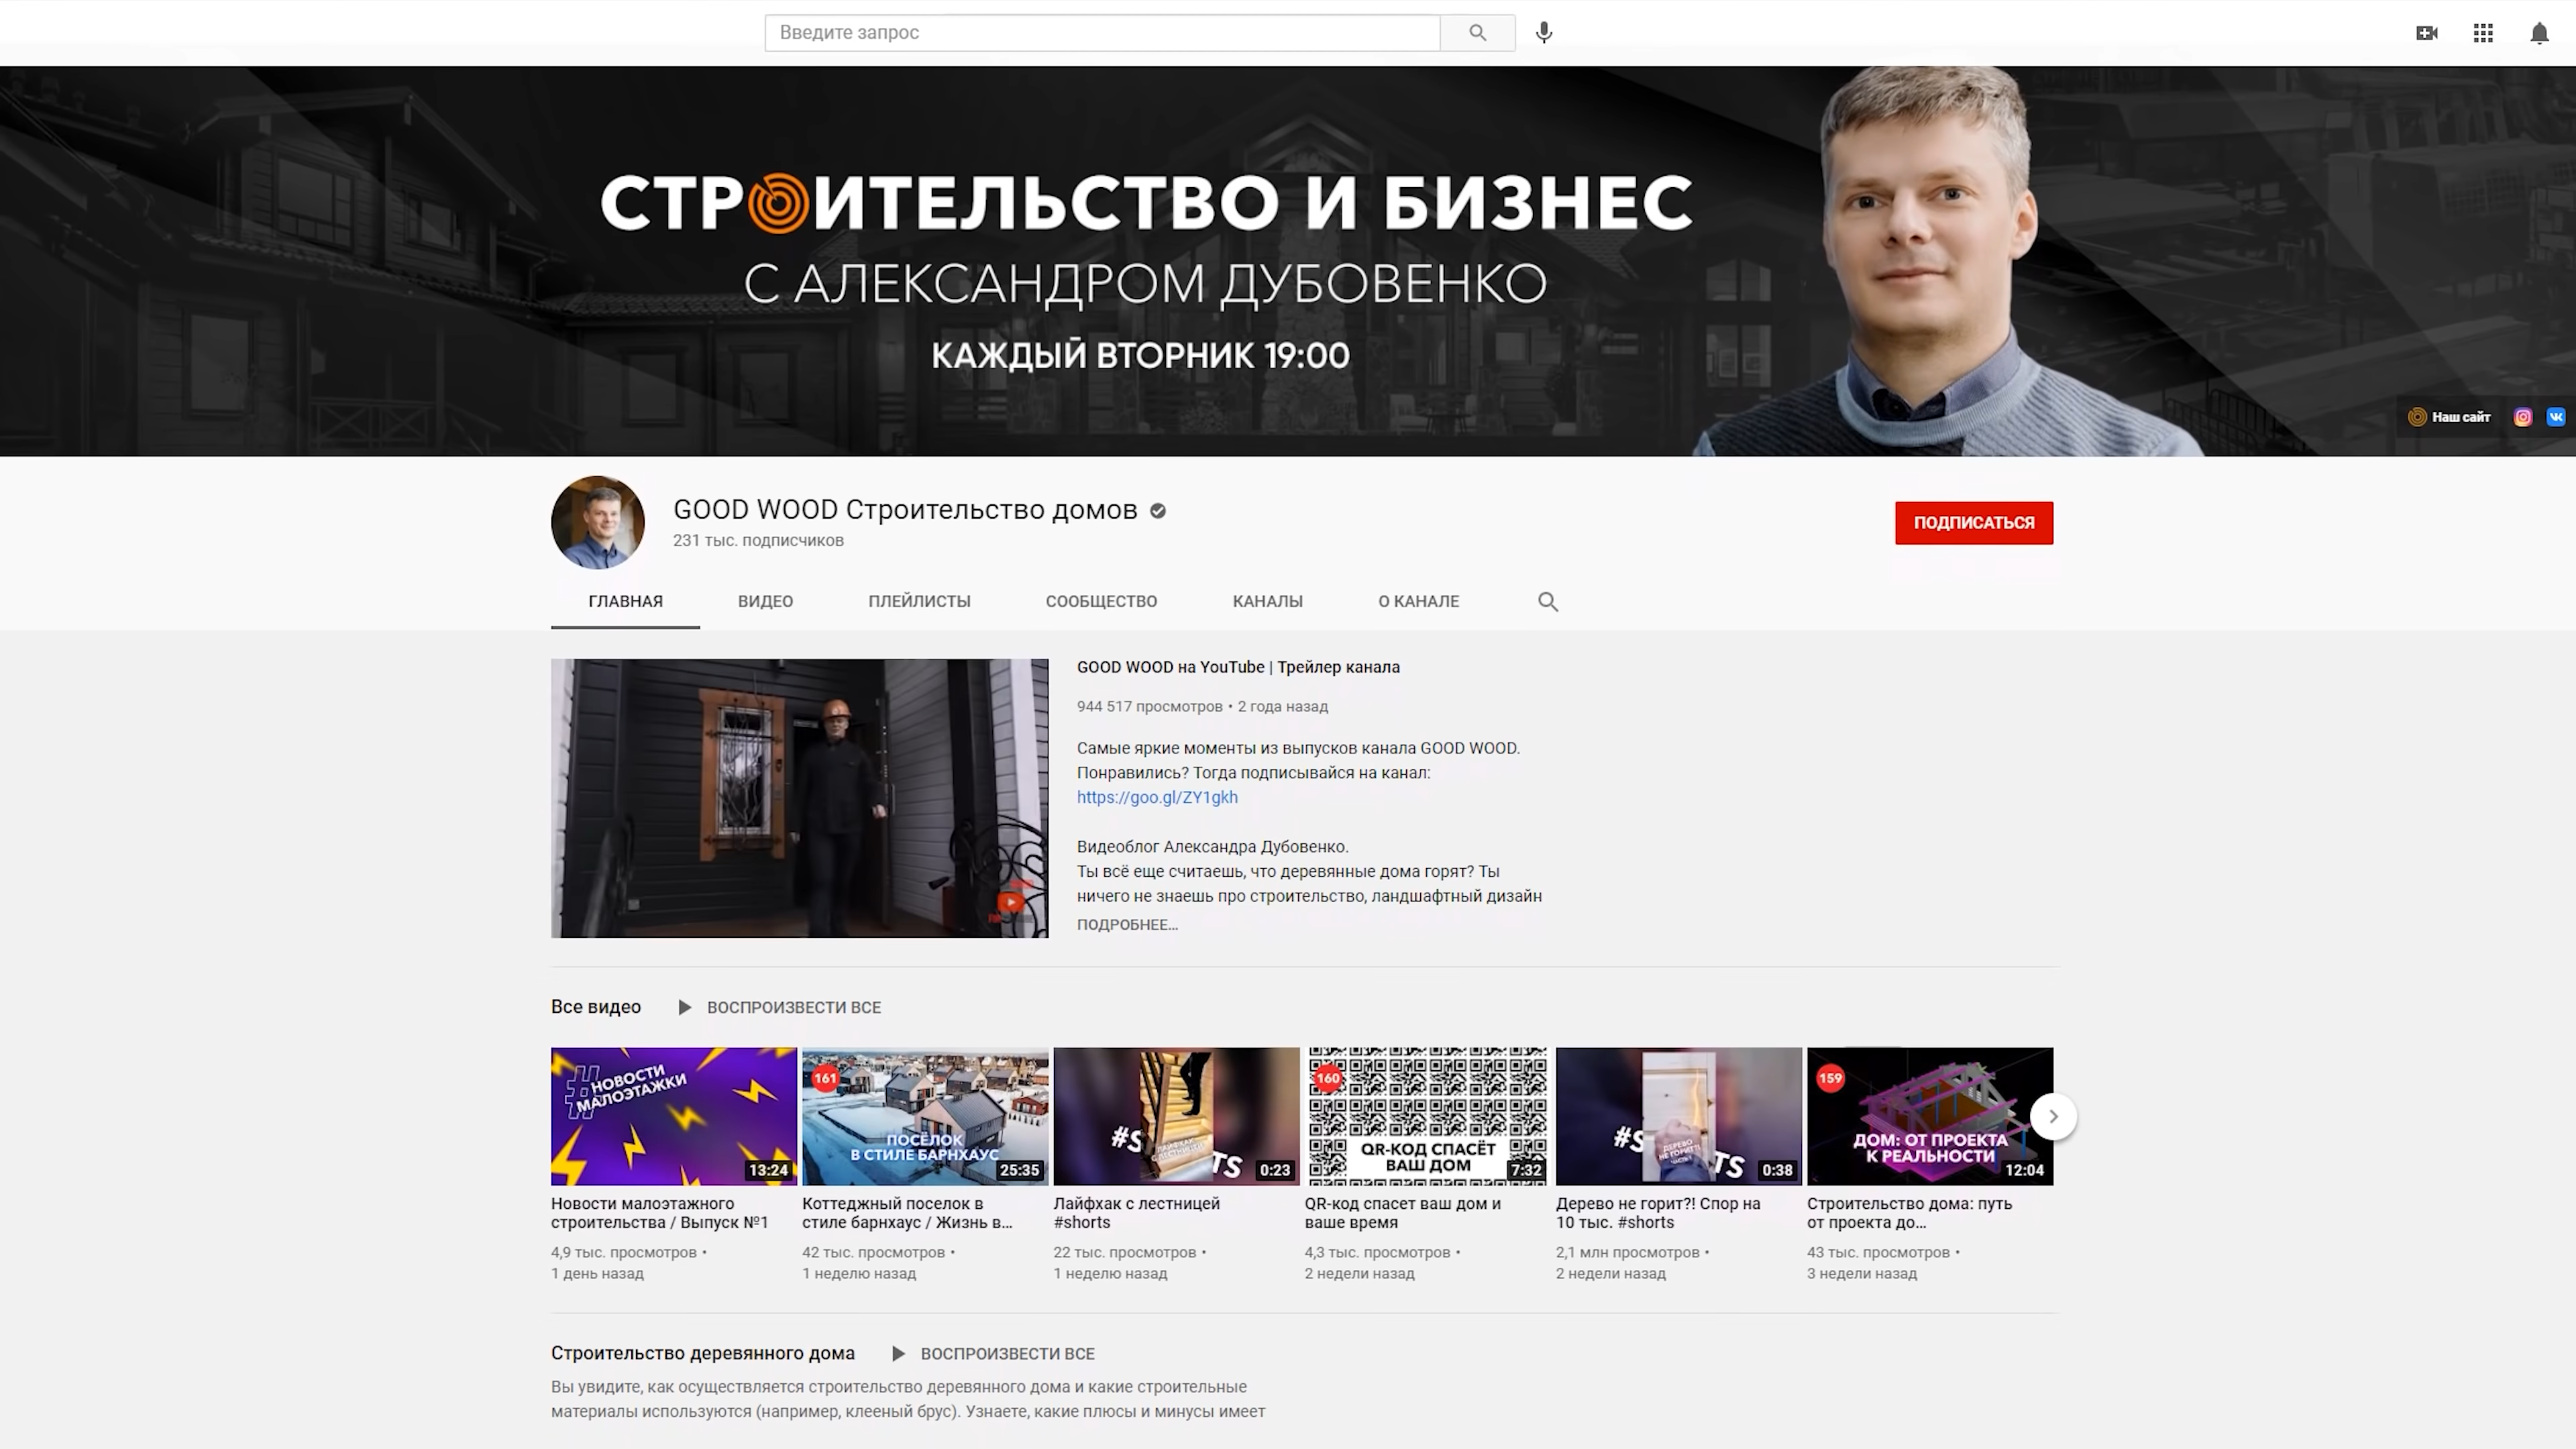 Введите запрос
СТРОИТЕЛЬСТВО И БИЗНЕС
С АЛЕКСАНДРОМ ДУБОВЕНКО
КАЖДЫЙ ВТОРНИК 19:00
Наш сайт
GOOD WOOD Строительство домов
231 тыс. подписчиков
ПОДПИСАТЬСЯ
ГЛАВНАЯ ВИДЕО ПЛЕЙЛИСТЫ СООБЩЕСТВО КАНАЛЫ О КАНАЛЕ
GOOD WOOD на YouTube | Трейлер канала
944 517 просмотров • 2 года назад
Самые яркие моменты из выпусков канала GOOD WOOD.
Понравились? Тогда подписывайся на канал:
https://goo.gl/ZY1gkh
Видеоблог Александра Дубовенко.
Ты всё еще считаешь, что деревянные дома горят? Ты
ничего не знаешь про строительство, ландшафтный дизайн
ПОДРОБНЕЕ...
Все видео ВОСПРОИЗВЕСТИ ВСЕ
#НОВОСТИ
МАЛОЭТАЖКИ
13:24
Новости малоэтажного
строительства / Выпуск №1
4,9 тыс. просмотров •
1 день назад
161
ПОСЁЛОК
В СТИЛЕ БАРНХАУС
25:35
Коттеджный поселок в
стиле барнхаус / Жизнь в...
42 тыс. просмотров •
1 неделю назад
0:23
Лайфхак с лестницей
#shorts
22 тыс. просмотров •
1 неделю назад
160
QR-КОД СПАСЁТ
ВАШ ДОМ
7:32
QR-код спасет ваш дом и
ваше время
4,3 тыс. просмотров •
2 недели назад
ДЕРЕВО
НЕ ГОРИТ?!
0:38
Дерево не горит?! Спор на
10 тыс. #shorts
2,1 млн просмотров •
2 недели назад
159
ДОМ: ОТ ПРОЕКТА
К РЕАЛЬНОСТИ
12:04
Строительство дома: путь
от проекта до...
43 тыс. просмотров •
3 недели назад
Строительство деревянного дома ВОСПРОИЗВЕСТИ ВСЕ
Вы увидите, как осуществляется строительство деревянного дома и какие строительные
материалы используются (например, клееный брус). Узнаете, какие плюсы и минусы имеет